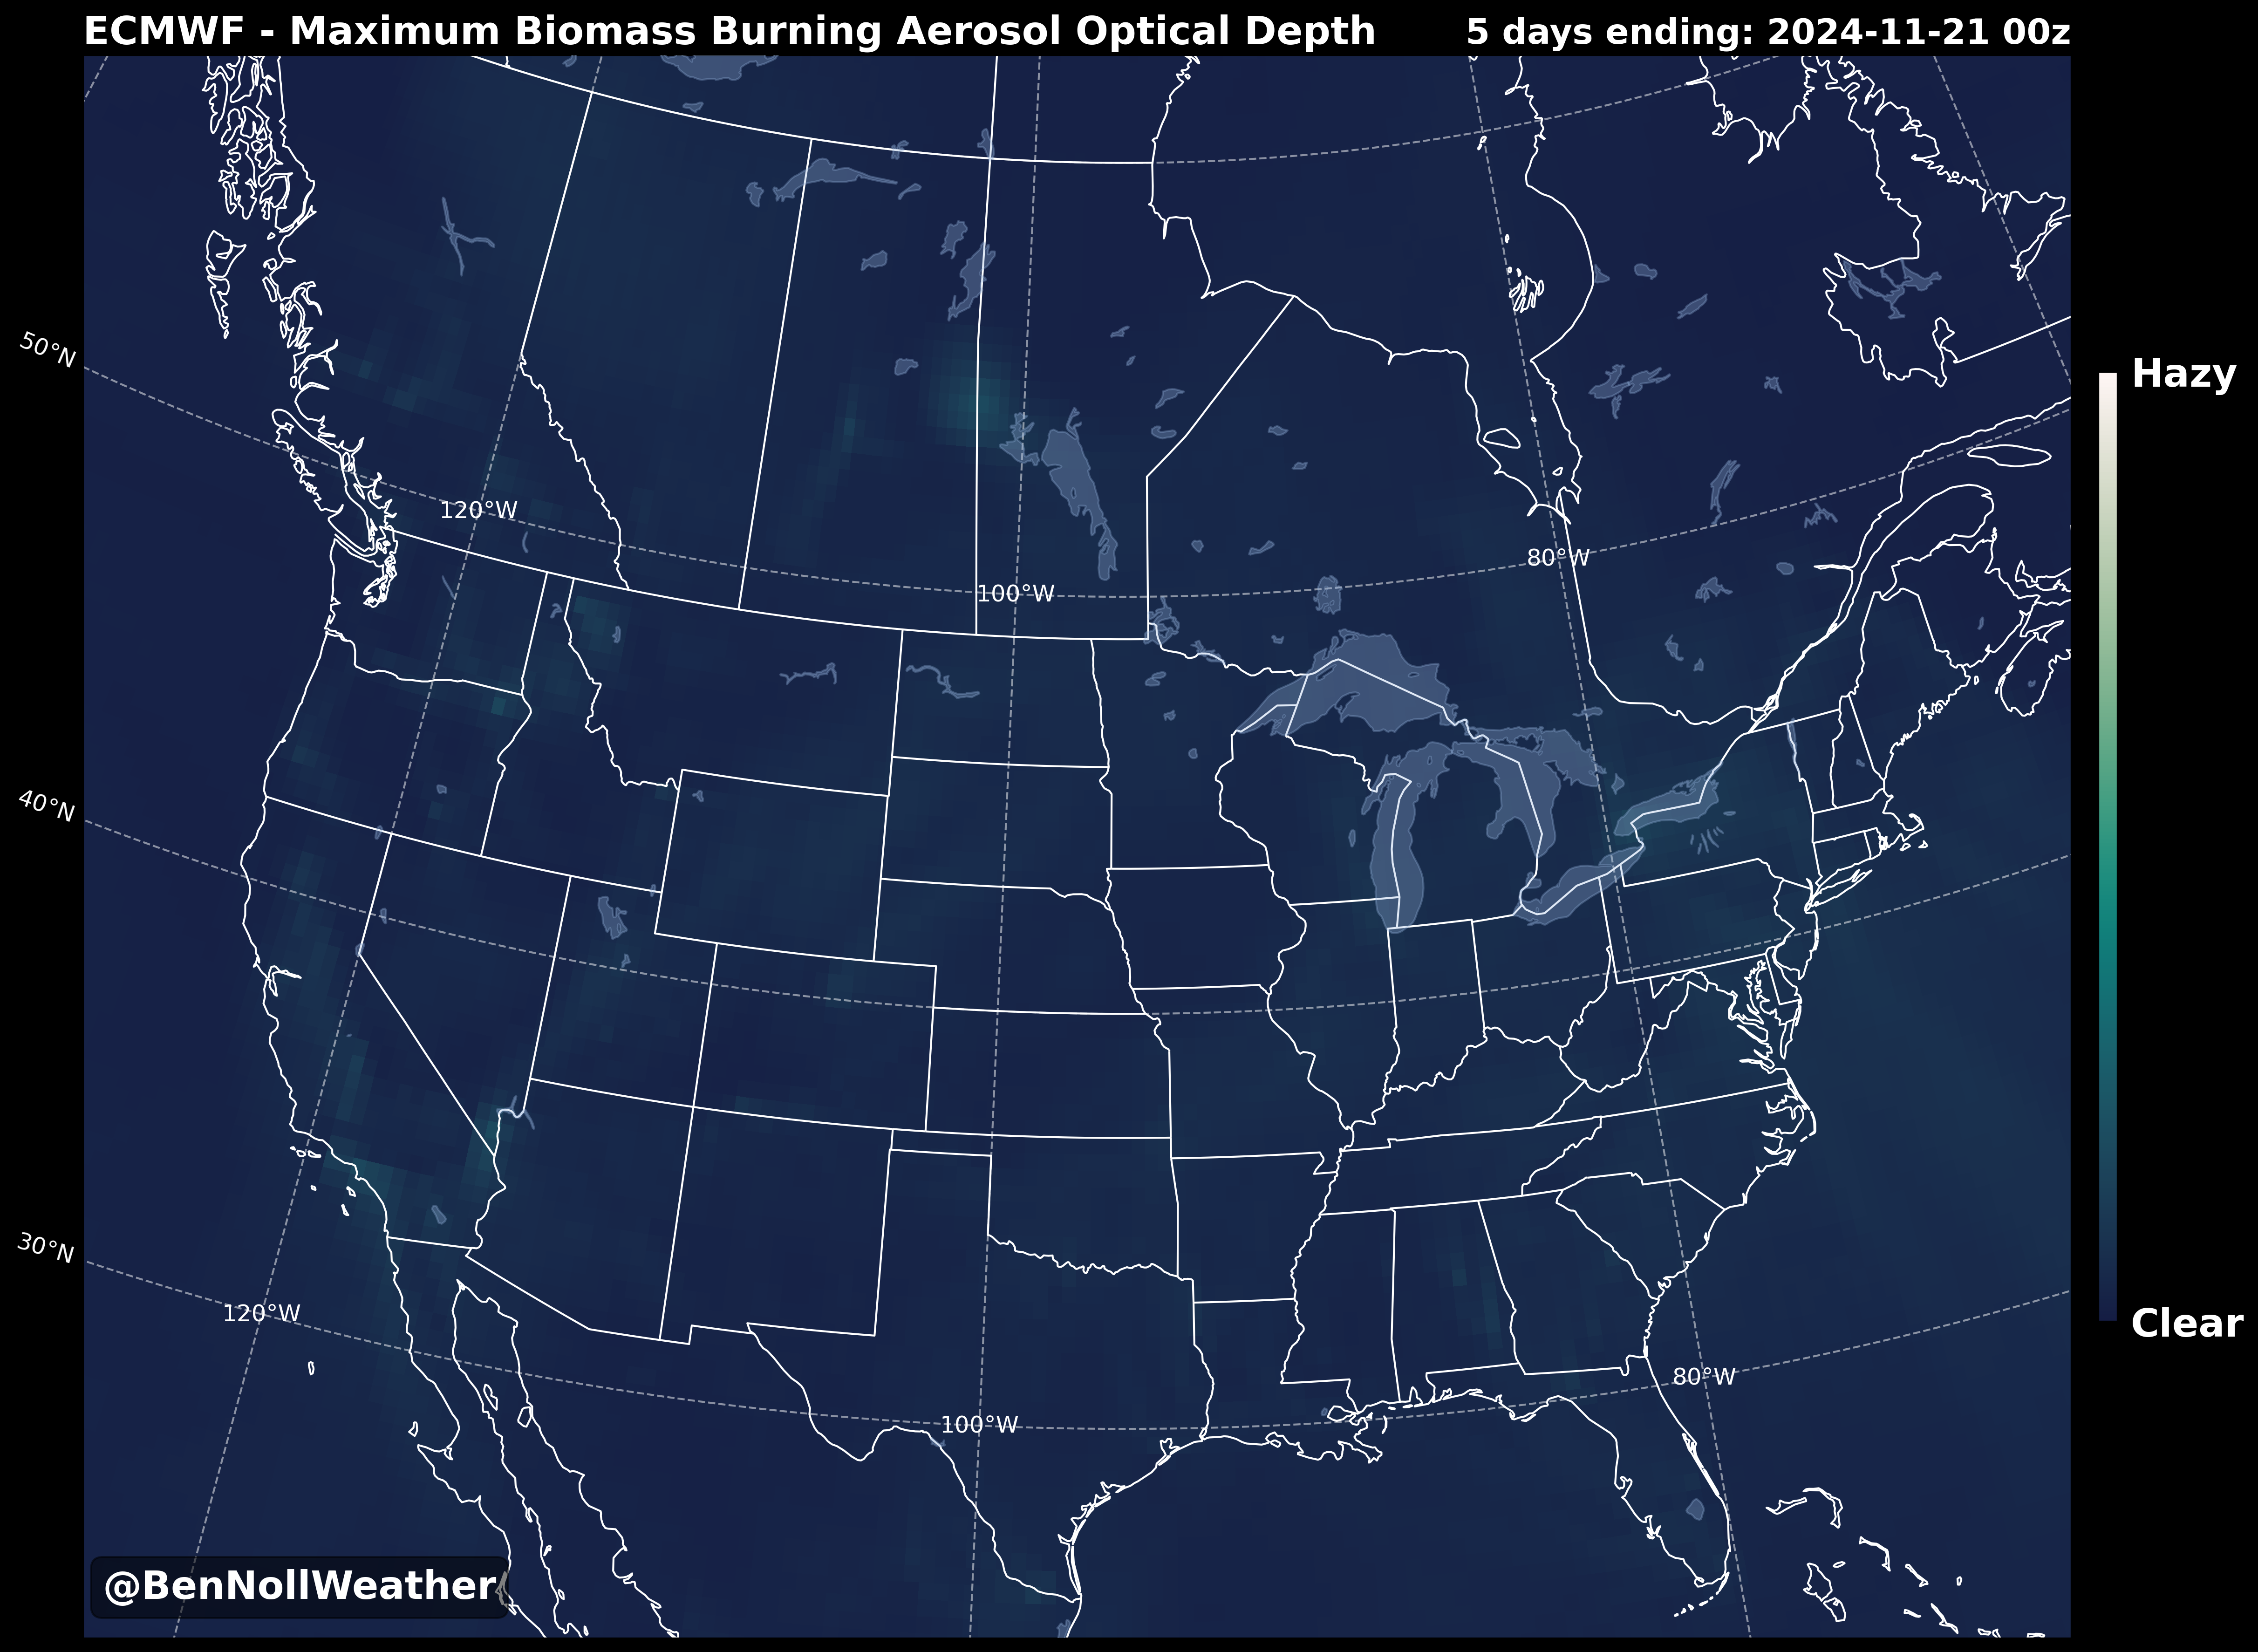 ECMWF - Maximum Biomass Burning Aerosol Optical Depth
5 days ending: 2024-11-21 00z
50°N
Hazy
120°W
80°W
100°W
40°N
30°N
120°W
Clear
80°W
100°W
@BenNollWeather